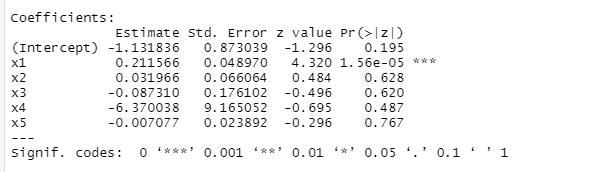 Coefficients:
Estimate Std. Error z value Pr(>|z|)
(Intercept) -1.131836 0.873039 -1.296 0.195
x1 0.211566 0.048970 4.320 1.56e-05 ***
x2 0.031966 0.066064 0.484 0.628
x3 -0.087310 0.176102 -0.496 0.620
x4 -6.370038 9.165052 -0.695 0.487
x5 -0.007077 0.023892 -0.296 0.767
---
Signif. codes: 0 ‘***’ 0.001 ‘**’ 0.01 ‘*’ 0.05 ‘.’ 0.1 ‘ ’ 1